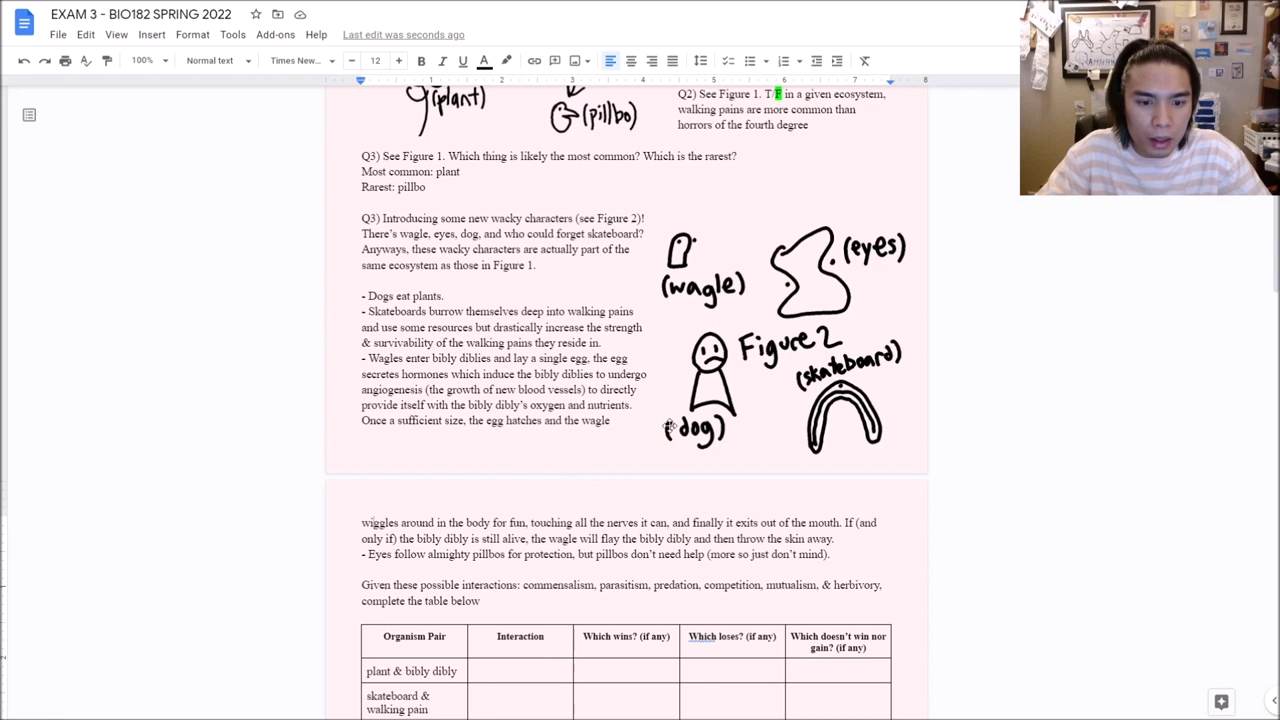 EXAM 3 - BIO182 SPRING 2022
File Edit View Insert Format Tools Add-ons Help Last edit was seconds ago
100% Normal text Times New... 12
1 2 3 4 5 6 7 8
(plant)
(pillbo)
Q2) See Figure 1. T/F in a given ecosystem,
walking pains are more common than
horrors of the fourth degree
Q3) See Figure 1. Which thing is likely the most common? Which is the rarest?
Most common: plant
Rarest: pillbo
Q3) Introducing some new wacky characters (see Figure 2)!
There's wagle, eyes, dog, and who could forget skateboard?
Anyways, these wacky characters are actually part of the
same ecosystem as those in Figure 1.
- Dogs eat plants.
- Skateboards burrow themselves deep into walking pains
and use some resources but drastically increase the strength
& survivability of the walking pains they reside in.
- Wagles enter bibly diblies and lay a single egg, the egg
secretes hormones which induce the bibly diblies to undergo
angiogenesis (the growth of new blood vessels) to directly
provide itself with the bibly dibly's oxygen and nutrients.
Once a sufficient size, the egg hatches and the wagle
(wagle)
(eyes)
Figure 2
(skateboard)
(dog)
wiggles around in the body for fun, touching all the nerves it can, and finally it exits out of the mouth. If (and
only if) the bibly dibly is still alive, the wagle will flay the bibly dibly and then throw the skin away.
- Eyes follow almighty pillbos for protection, but pillbos don't need help (more so just don't mind).
Given these possible interactions: commensalism, parasitism, predation, competition, mutualism, & herbivory,
complete the table below
Organism Pair Interaction Which wins? (if any) Which loses? (if any) Which doesn't win nor
gain? (if any)
plant & bibly dibly
skateboard &
walking pain